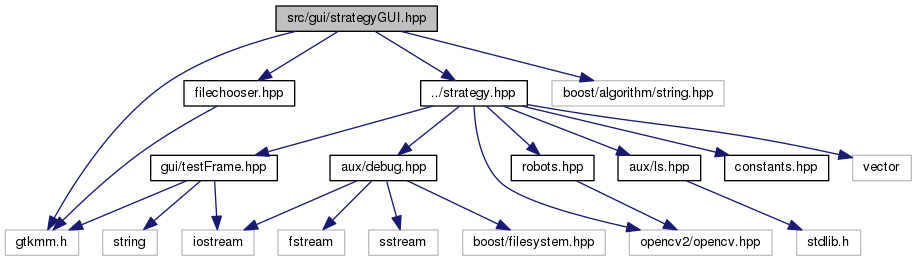 src/gui/strategyGUI.hpp
filechooser.hpp
../strategy.hpp
boost/algorithm/string.hpp
gui/testFrame.hpp
aux/debug.hpp
robots.hpp
aux/ls.hpp
constants.hpp
vector
gtkmm.h
string
iostream
fstream
sstream
boost/filesystem.hpp
opencv2/opencv.hpp
stdlib.h